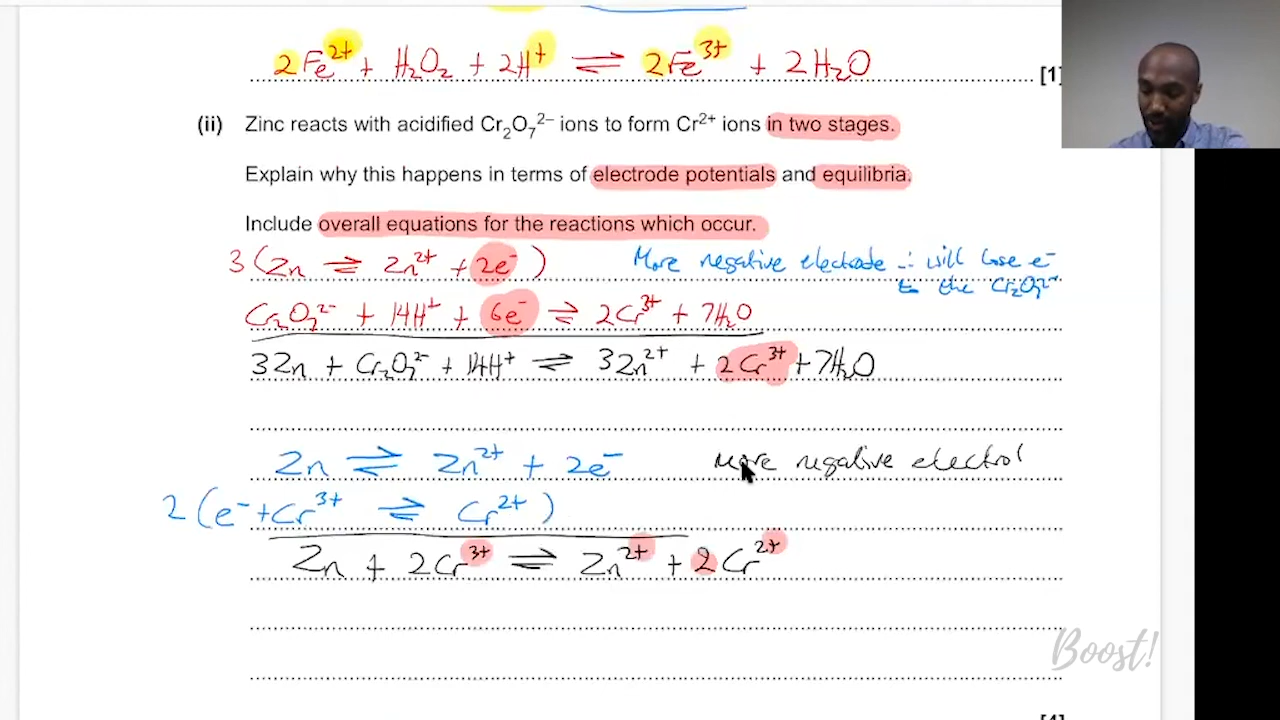 2Fe²⁺ + H₂O₂ + 2H⁺ ⇌ 2Fe³⁺ + 2H₂O [1]
(ii) Zinc reacts with acidified Cr₂O₇²⁻ ions to form Cr²⁺ ions in two stages.
Explain why this happens in terms of electrode potentials and equilibria.
Include overall equations for the reactions which occur.
3(Zn ⇌ Zn²⁺ + 2e⁻) More negative electrode ∴ will lose e⁻
to the Cr₂O₇²⁻
Cr₂O₇²⁻ + 14H⁺ + 6e⁻ ⇌ 2Cr³⁺ + 7H₂O
3Zn + Cr₂O₇²⁻ + 14H⁺ ⇌ 3Zn²⁺ + 2Cr³⁺ + 7H₂O
Zn ⇌ Zn²⁺ + 2e⁻ More negative electrod
2(e⁻ + Cr³⁺ ⇌ Cr²⁺)
Zn + 2Cr³⁺ ⇌ Zn²⁺ + 2Cr²⁺
Boost!
[4]